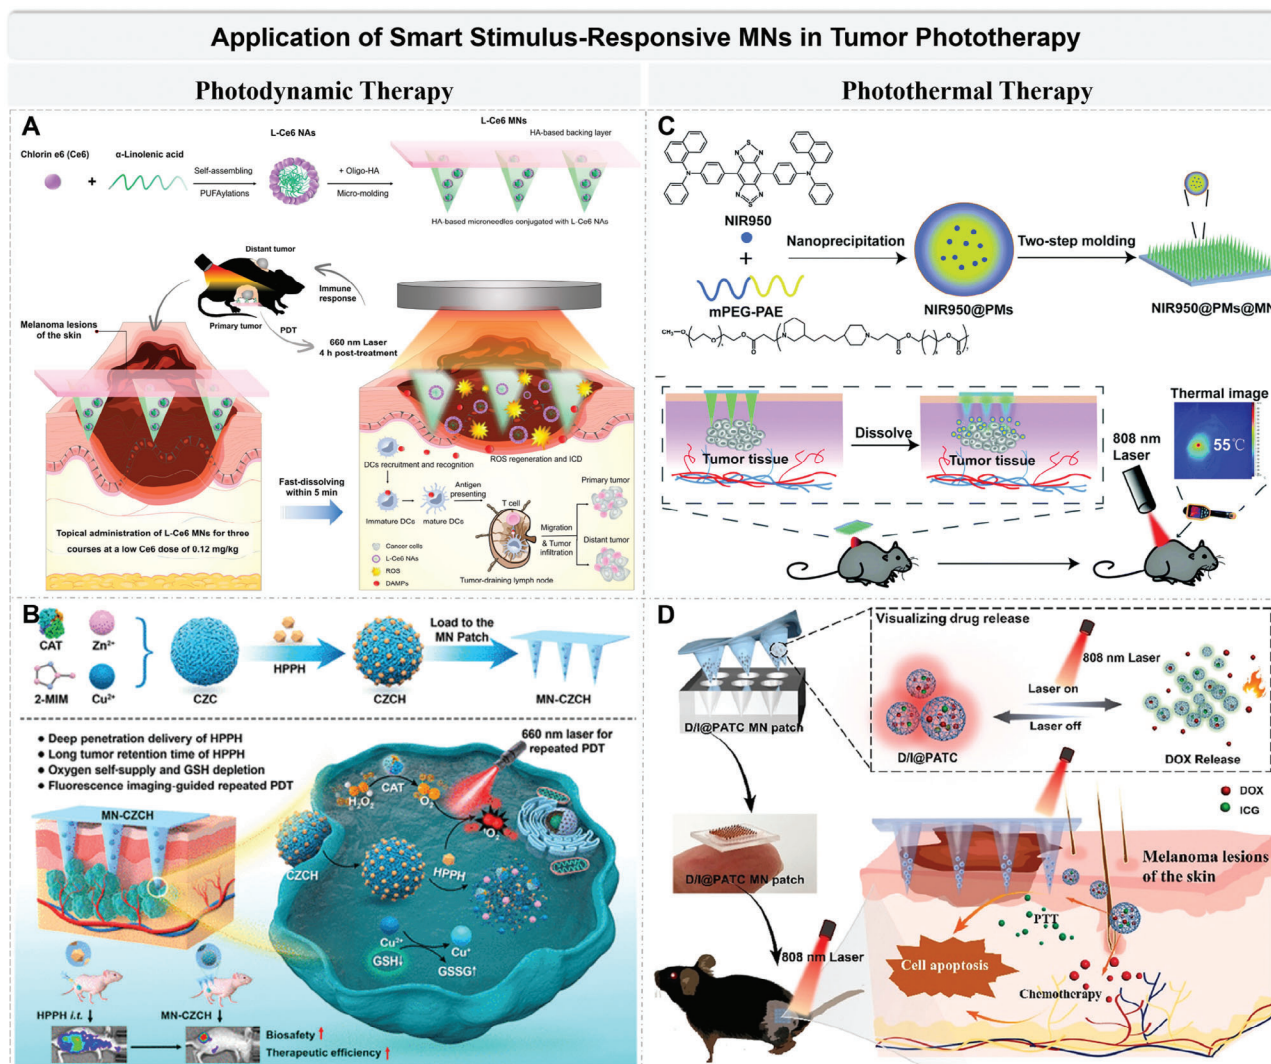 Application of Smart Stimulus-Responsive MNs in Tumor Phototherapy
Photodynamic Therapy
Photothermal Therapy
A
L-Ce6 NAs
L-Ce6 MNs
HA-based backing layer
Chlorin e6 (Ce6)
α-Linolenic acid
+
Self-assembling
PUFAylations
+ Oligo-HA
Micro-molding
HA-based microneedles conjugated with L-Ce6 NAs
Distant tumor
Immune
response
Primary tumor
PDT
Melanoma lesions
of the skin
660 nm Laser
4 h post-treatment
Fast-dissolving
within 5 min
Topical administration of L-Ce6 MNs for three
courses at a low Ce6 dose of 0.12 mg/kg
DCs recruitment and recognition
ROS regeneration and ICD
Antigen
presenting
Immature DCs
mature DCs
T cell
Migration
& Tumor
infiltration
Primary tumor
Distant tumor
Cancer cells
L-Ce6 NAs
ROS
DAMPs
Tumor-draining lymph node
B
CAT
Zn²⁺
2-MIM
Cu²⁺
CZC
HPPH
CZCH
Load to the
MN Patch
MN-CZCH
• Deep penetration delivery of HPPH
• Long tumor retention time of HPPH
• Oxygen self-supply and GSH depletion
• Fluorescence imaging-guided repeated PDT
660 nm laser for
repeated PDT
MN-CZCH
CAT
H₂O₂
O₂
¹O₂
CZCH
HPPH
Cu²⁺
Cu⁺
GSH↓
GSSG↑
HPPH i.t.
MN-CZCH
Biosafety ↑
Therapeutic efficiency ↑
C
NIR950
+
mPEG-PAE
Nanoprecipitation
NIR950@PMs
Two-step molding
NIR950@PMs@MN
Tumor tissue
Dissolve
Tumor tissue
808 nm
Laser
Thermal image
55℃
D
D/I@PATC MN patch
D/I@PATC MN patch
808 nm Laser
Visualizing drug release
808 nm Laser
Laser on
Laser off
D/I@PATC
DOX Release
DOX
ICG
Melanoma lesions
of the skin
PTT
Cell apoptosis
Chemotherapy